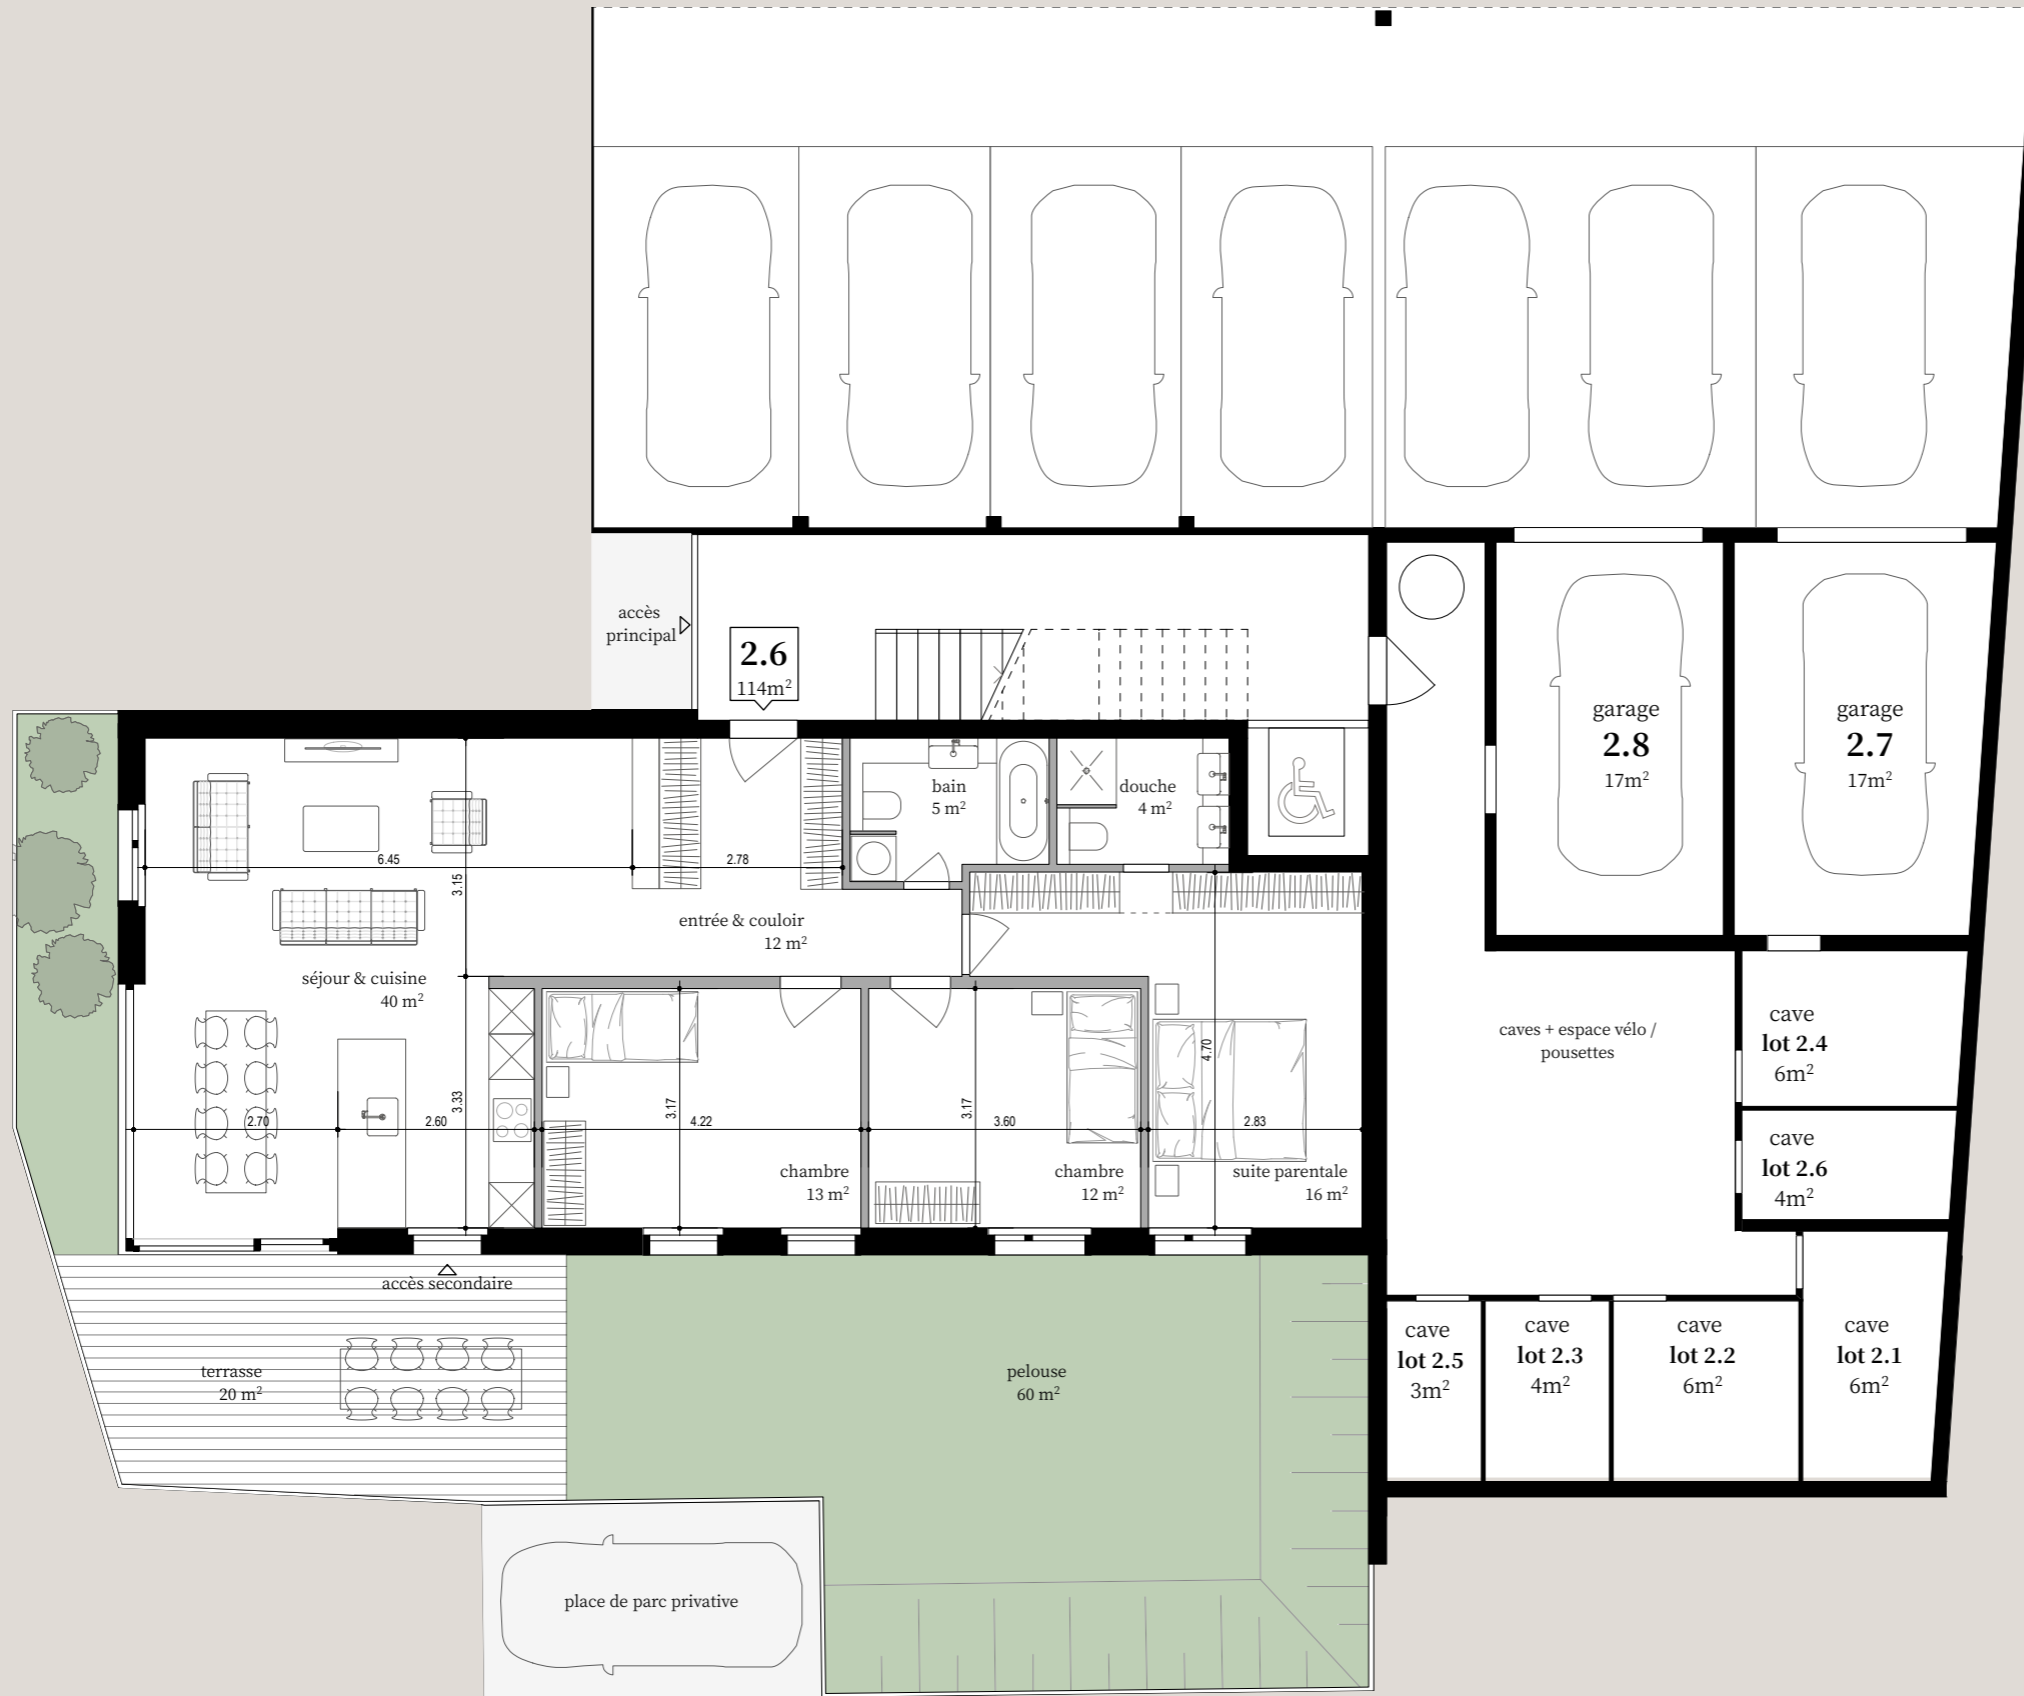 accès
principal
2.6
114m²
garage
2.8
17m²
garage
2.7
17m²
bain
5 m²
douche
4 m²
6.45
2.78
3.15
entrée & couloir
12 m²
séjour & cuisine
40 m²
caves + espace vélo /
pousettes
cave
lot 2.4
6m²
4.70
3.33
3.17
3.17
2.70
2.60
4.22
3.60
2.83
cave
lot 2.6
4m²
chambre
13 m²
chambre
12 m²
suite parentale
16 m²
accès secondaire
terrasse
20 m²
pelouse
60 m²
cave
lot 2.5
3m²
cave
lot 2.3
4m²
cave
lot 2.2
6m²
cave
lot 2.1
6m²
place de parc privative